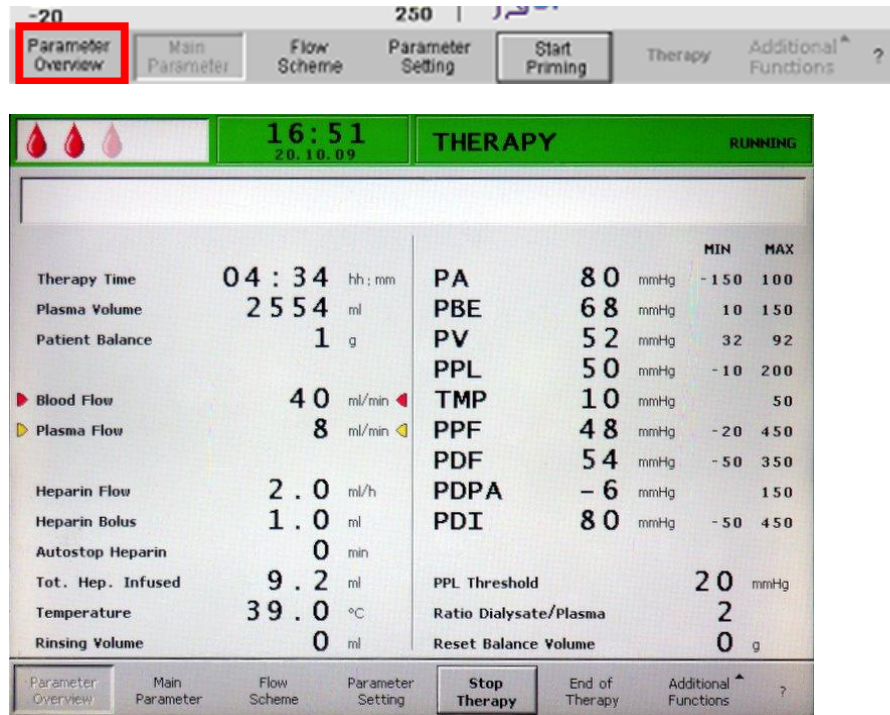 -20 250
Parameter Overview Main Parameter Flow Scheme Parameter Setting Start Priming Therapy Additional Functions ?
16:51 THERAPY RUNNING
20.10.09
MIN MAX
Therapy Time 04:34 hh:mm PA 80 mmHg -150 100
Plasma Volume 2554 ml PBE 68 mmHg 10 150
Patient Balance 1 g PV 52 mmHg 32 92
PPL 50 mmHg -10 200
Blood Flow 40 ml/min TMP 10 mmHg 50
Plasma Flow 8 ml/min PPF 48 mmHg -20 450
PDF 54 mmHg -50 350
Heparin Flow 2.0 ml/h PDPA -6 mmHg 150
Heparin Bolus 1.0 ml PDI 80 mmHg -50 450
Autostop Heparin 0 min
Tot. Hep. Infused 9.2 ml PPL Threshold 20 mmHg
Temperature 39.0 °C Ratio Dialysate/Plasma 2
Rinsing Volume 0 ml Reset Balance Volume 0 g
Parameter Overview Main Parameter Flow Scheme Parameter Setting Stop Therapy End of Therapy Additional Functions ?